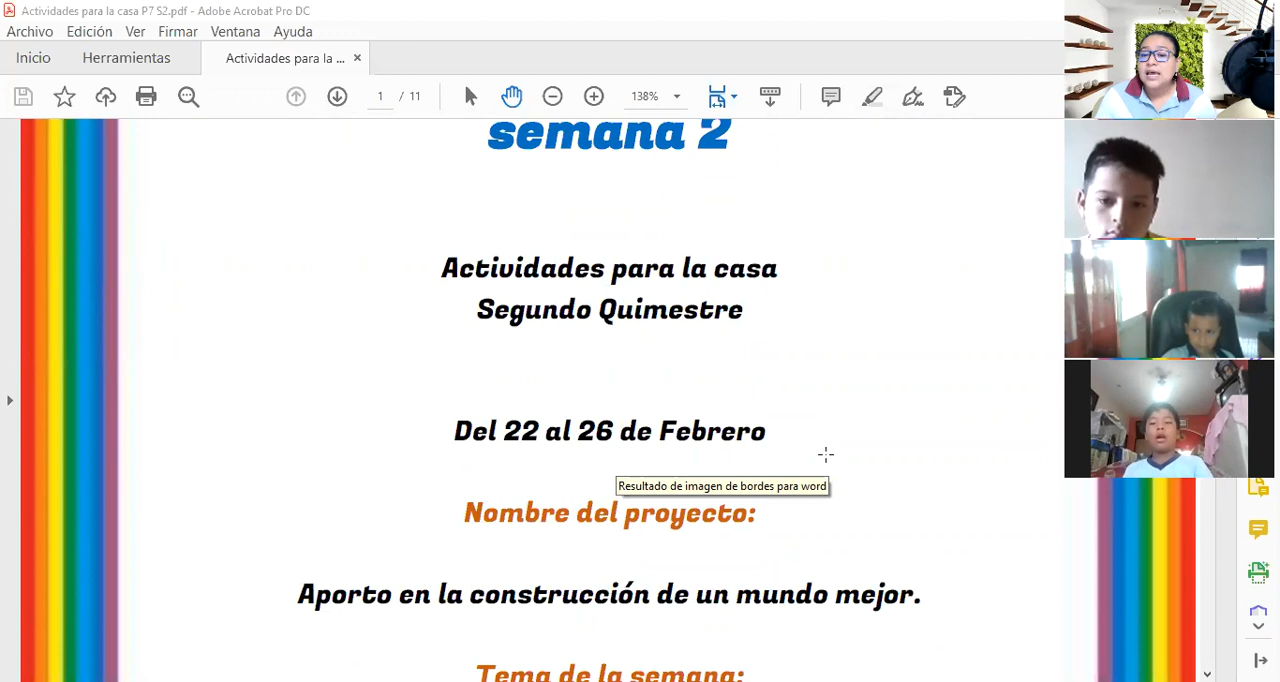 Actividades para la casa P7 S2.pdf - Adobe Acrobat Pro DC
Archivo Edición Ver Firmar Ventana Ayuda
Inicio Herramientas Actividades para la ... ×
1 / 11 138%
semana 2
Actividades para la casa
Segundo Quimestre
Del 22 al 26 de Febrero
Resultado de imagen de bordes para word
Nombre del proyecto:
Aporto en la construcción de un mundo mejor.
Tema de la semana: